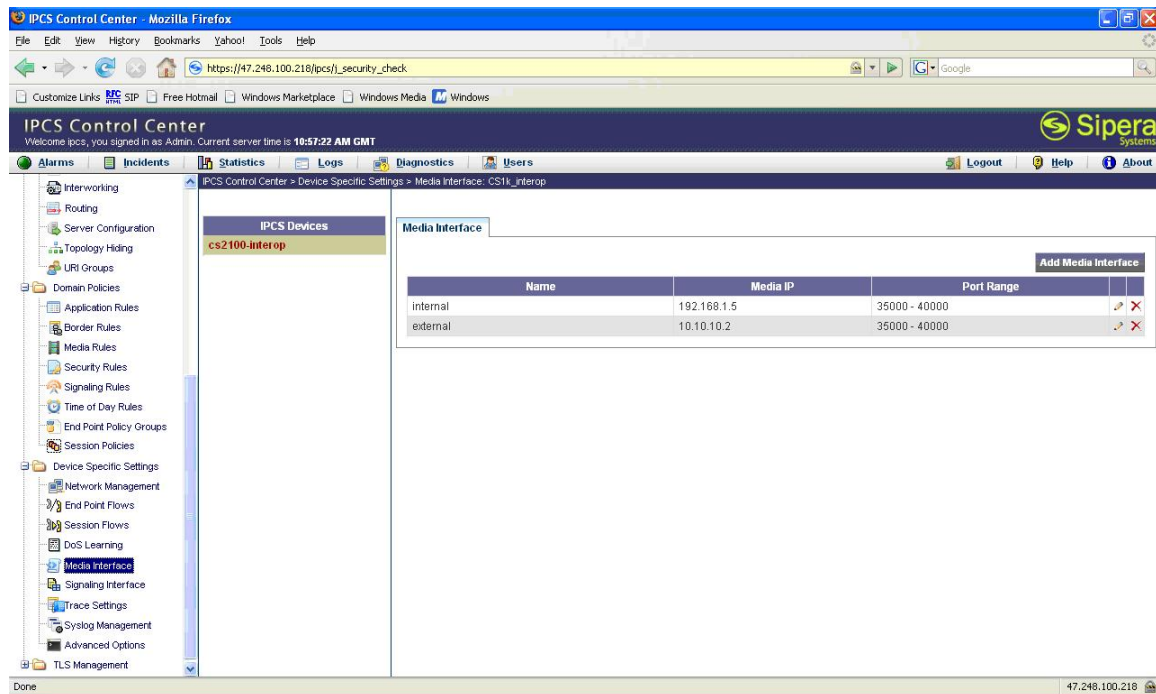 IPCS Control Center - Mozilla Firefox
File Edit View History Bookmarks Yahoo! Tools Help
https://47.248.100.218/ipcs/j_security_check
G Google
Customize Links RFC HTML SIP Free Hotmail Windows Marketplace Windows Media M Windows
IPCS Control Center
Welcome ipcs, you signed in as Admin. Current server time is 10:57:22 AM GMT
Sipera
Systems
Alarms Incidents Statistics Logs Diagnostics Users Logout Help About
IPCS Control Center > Device Specific Settings > Media Interface: CS1k_interop
Interworking
Routing
Server Configuration
Topology Hiding
URI Groups
Domain Policies
Application Rules
Border Rules
Media Rules
Security Rules
Signaling Rules
Time of Day Rules
End Point Policy Groups
Session Policies
Device Specific Settings
Network Management
End Point Flows
Session Flows
DoS Learning
Media Interface
Signaling Interface
Trace Settings
Syslog Management
Advanced Options
TLS Management
IPCS Devices
cs2100-interop
Media Interface
Add Media Interface
Name Media IP Port Range
internal 192.168.1.5 35000 - 40000
external 10.10.10.2 35000 - 40000
Done
47.248.100.218